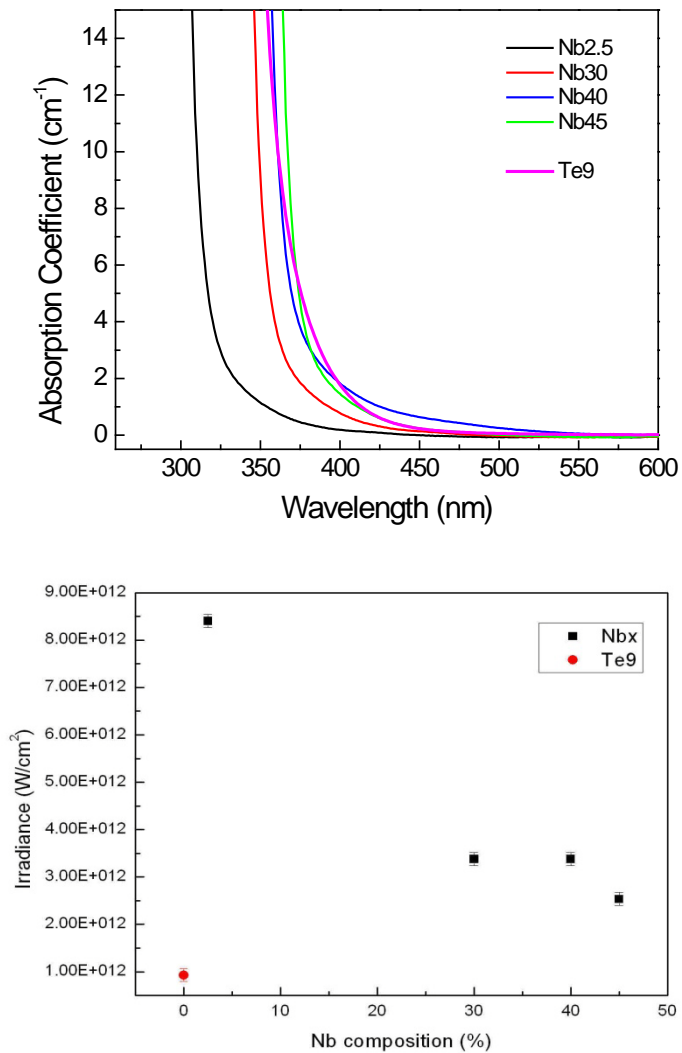 14
12
10
8
6
4
2
0
Absorption Coefficient (cm-1)
Nb2.5
Nb30
Nb40
Nb45
Te9
300 350 400 450 500 550 600
Wavelength (nm)
9.00E+012
8.00E+012
7.00E+012
6.00E+012
5.00E+012
4.00E+012
3.00E+012
2.00E+012
1.00E+012
Irradiance (W/cm2)
Nbx
Te9
0 10 20 30 40 50
Nb composition (%)